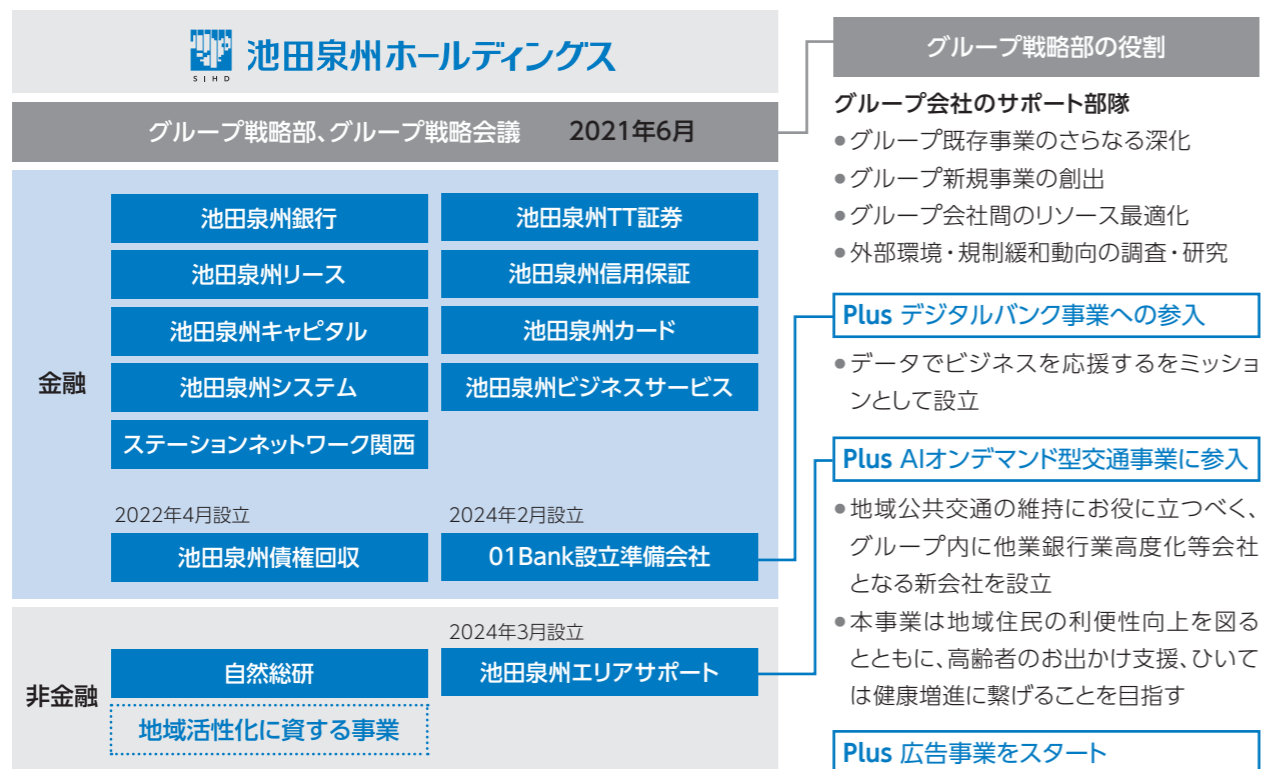 池田泉州ホールディングス
SIHD
グループ戦略部、グループ戦略会議 2021年6月
金融
池田泉州銀行
池田泉州TT証券
池田泉州リース
池田泉州信用保証
池田泉州キャピタル
池田泉州カード
池田泉州システム
池田泉州ビジネスサービス
ステーションネットワーク関西
2022年4月設立
池田泉州債権回収
2024年2月設立
01Bank設立準備会社
非金融
自然総研
2024年3月設立
池田泉州エリアサポート
地域活性化に資する事業
グループ戦略部の役割
グループ会社のサポート部隊
●グループ既存事業のさらなる深化
●グループ新規事業の創出
●グループ会社間のリソース最適化
●外部環境・規制緩和動向の調査・研究
Plus デジタルバンク事業への参入
●データでビジネスを応援するをミッショ
ンとして設立
Plus AIオンデマンド型交通事業に参入
●地域公共交通の維持にお役に立つべく、
グループ内に他業銀行業高度化等会社
となる新会社を設立
●本事業は地域住民の利便性向上を図る
とともに、高齢者のお出かけ支援、ひいて
は健康増進に繋げることを目指す
Plus 広告事業をスタート